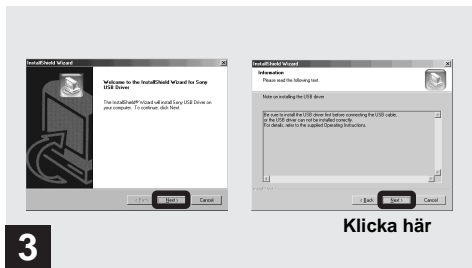 InstallShield Wizard
Welcome to the InstallShield Wizard for Sony
USB Driver
The InstallShield® Wizard will install Sony USB Driver on
your computer. To continue, click Next.
< Back
Next >
Cancel
InstallShield Wizard
Information
Please read the following text.
Note on installing the USB driver
Be sure to install the USB driver first before connecting the USB cable,
or the USB driver can not be installed correctly.
For details, refer to the supplied Operating Instructions.
InstallShield
< Back
Next >
Cancel
Klicka här
3